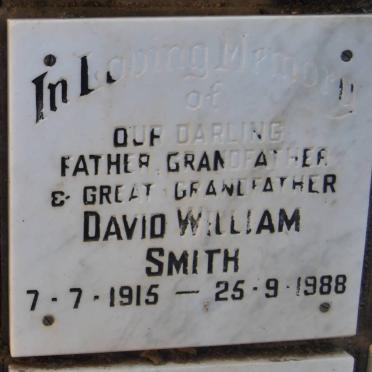 In Loving Memory
of
OUR DARLING
FATHER, GRANDFATHER
& GREAT GRANDFATHER
DAVID WILLIAM
SMITH
7-7-1915 — 25-9-1988